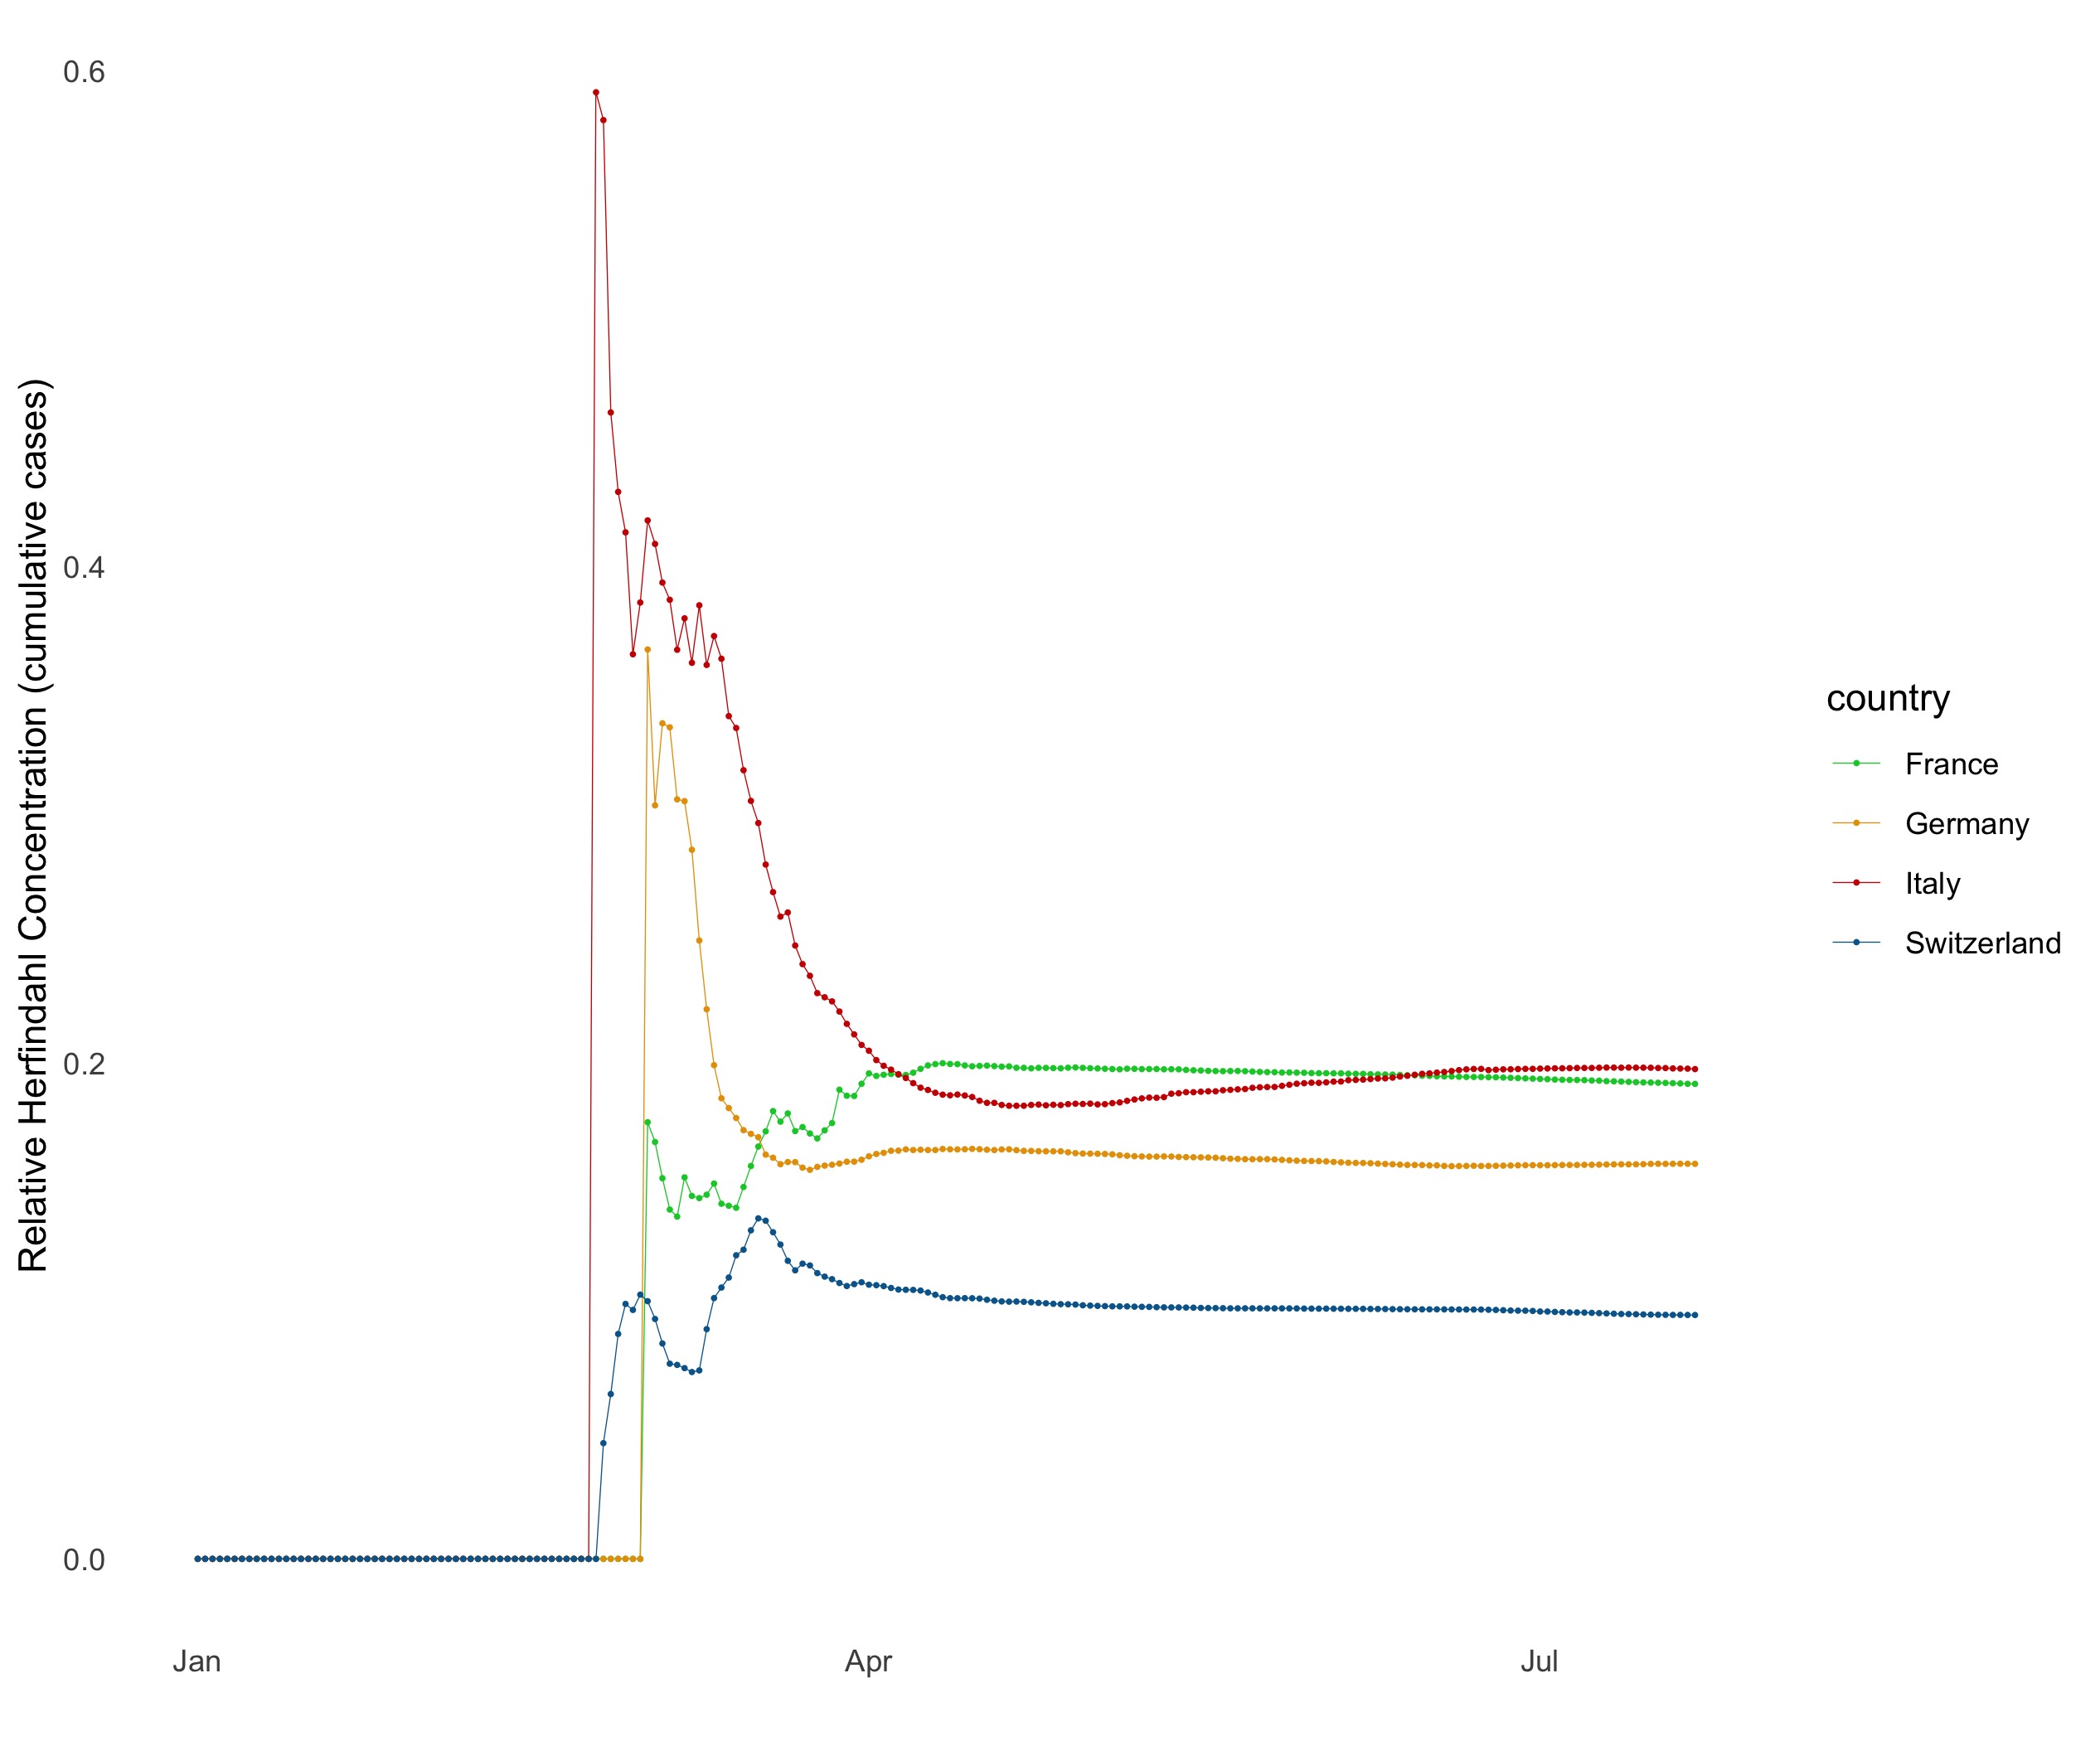 Relative Herfindahl Concentration (cumulative cases)
0.6
0.4
0.2
0.0
Jan
Apr
Jul
country
France
Germany
Italy
Switzerland